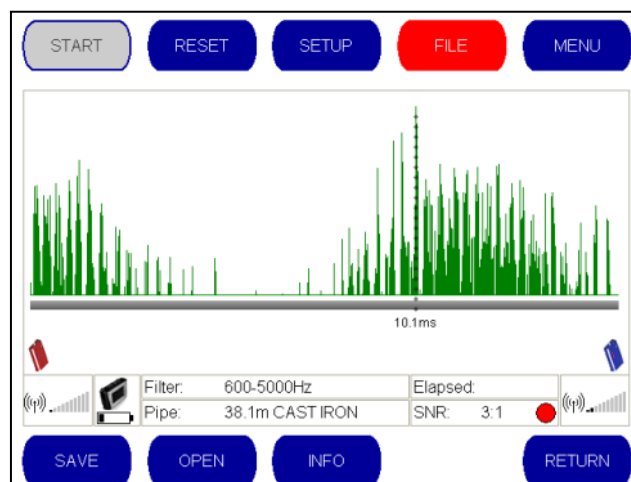 START RESET SETUP FILE MENU
10.1ms
Filter: 600-5000Hz Elapsed:
Pipe: 38.1m CAST IRON SNR: 3:1
SAVE OPEN INFO RETURN